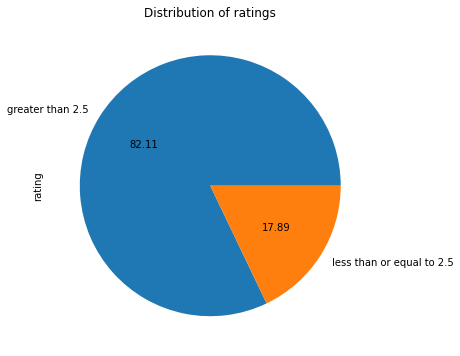 Distribution of ratings
greater than 2.5
82.11
rating
17.89
less than or equal to 2.5